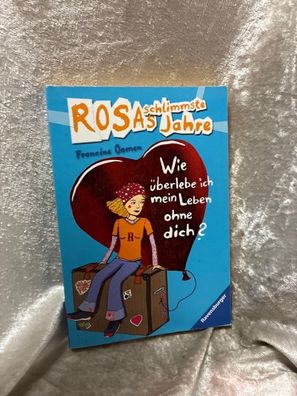 ROSAS schlimmste
Jahre
Francine Oomen
Wie
überlebe ich
mein Leben
ohne
dich?
H
Ravensburger